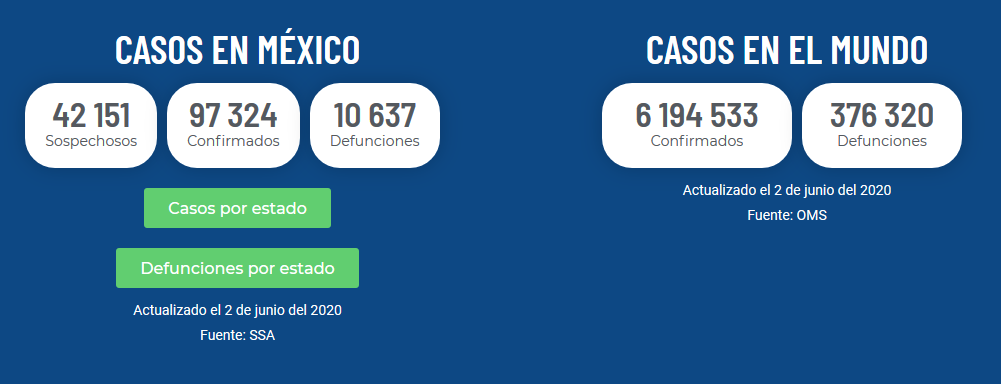 CASOS EN MÉXICO
42 151
Sospechosos
97 324
Confirmados
10 637
Defunciones
Casos por estado
Defunciones por estado
Actualizado el 2 de junio del 2020
Fuente: SSA
CASOS EN EL MUNDO
6 194 533
Confirmados
376 320
Defunciones
Actualizado el 2 de junio del 2020
Fuente: OMS